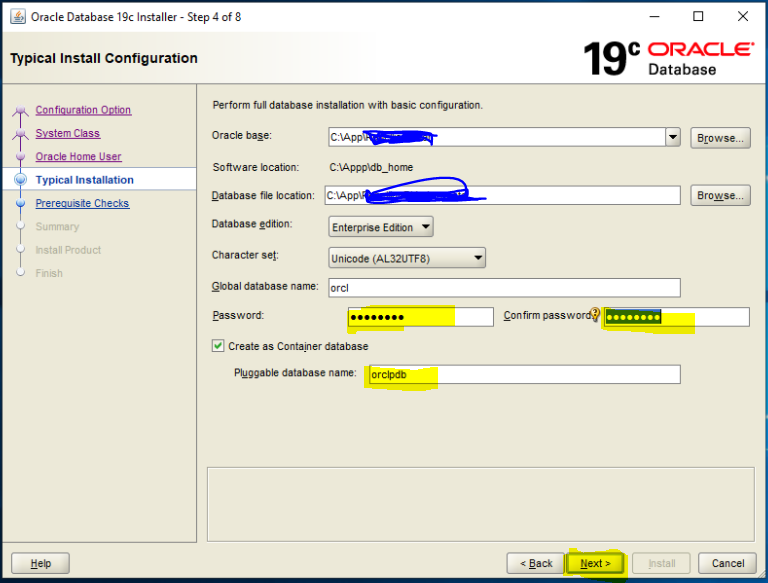 Oracle Database 19c Installer - Step 4 of 8
Typical Install Configuration
19c ORACLE
Database
Configuration Option
System Class
Oracle Home User
Typical Installation
Prerequisite Checks
Summary
Install Product
Finish
Perform full database installation with basic configuration.
Oracle base: C:\App Browse...
Software location: C:\Appp\db_home
Database file location: C:\App Browse...
Database edition: Enterprise Edition
Character set: Unicode (AL32UTF8)
Global database name: orcl
Password: •••••••• Confirm password: ••••••••
Create as Container database
Pluggable database name: orclpdb
Help < Back Next > Install Cancel